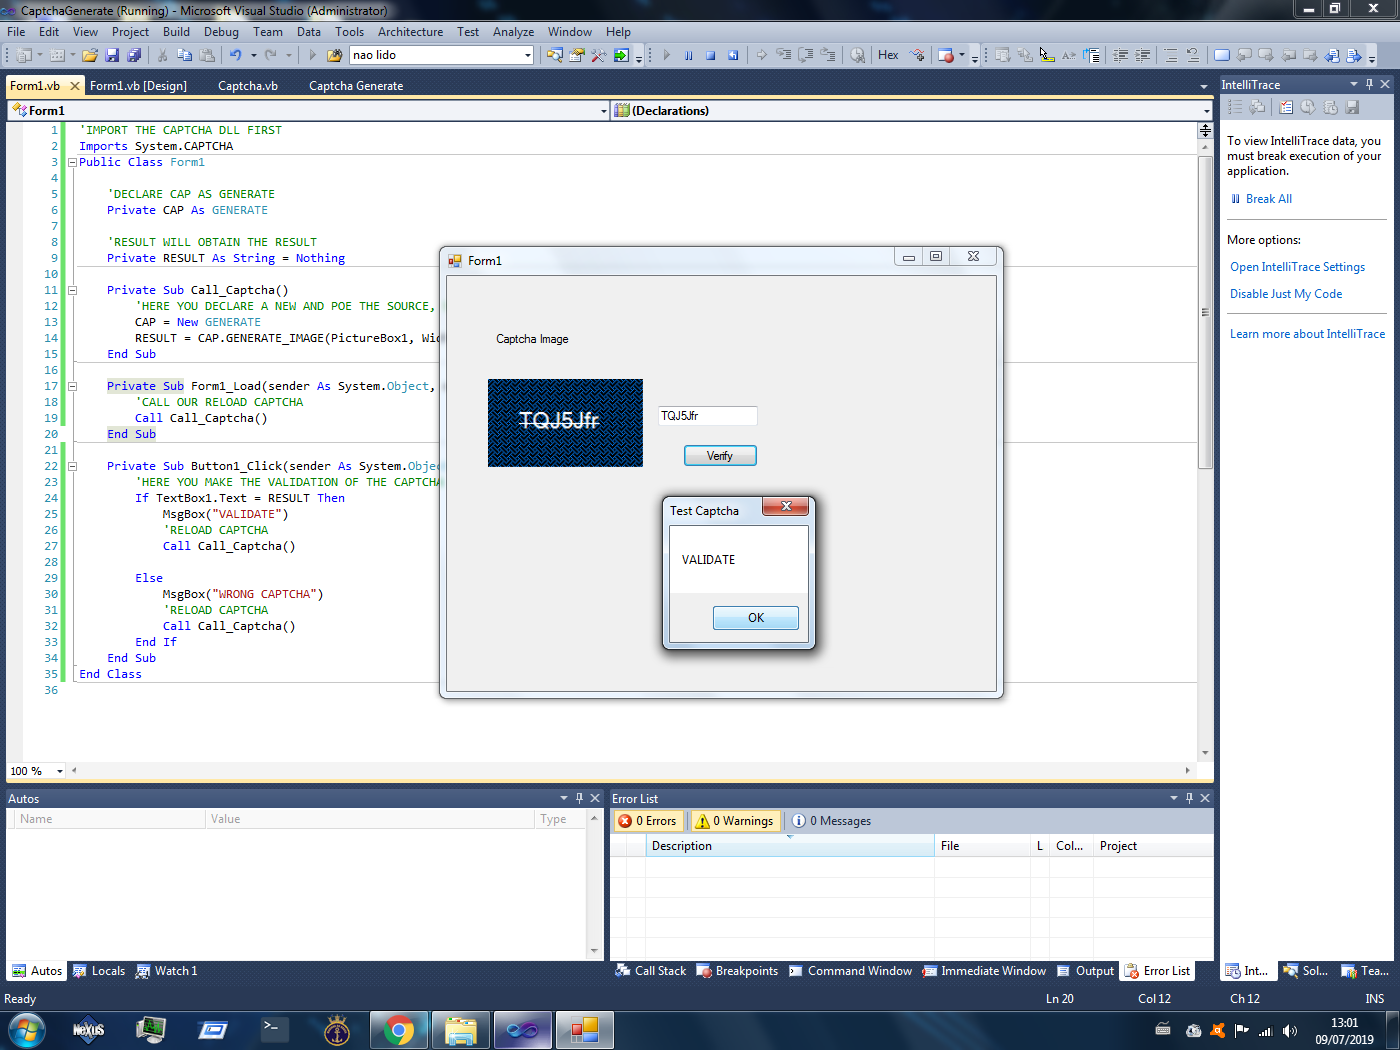 CaptchaGenerate (Running) - Microsoft Visual Studio (Administrator)
File Edit View Project Build Debug Team Data Tools Architecture Test Analyze Window Help
nao lido
Hex
Form1.vb Form1.vb [Design] Captcha.vb Captcha Generate
Form1 (Declarations)
1 'IMPORT THE CAPTCHA DLL FIRST
2 Imports System.CAPTCHA
3 Public Class Form1
4
5 'DECLARE CAP AS GENERATE
6 Private CAP As GENERATE
7
8 'RESULT WILL OBTAIN THE RESULT
9 Private RESULT As String = Nothing
10
11 Private Sub Call_Captcha()
12 'HERE YOU DECLARE A NEW AND POE THE SOURCE,
13 CAP = New GENERATE
14 RESULT = CAP.GENERATE_IMAGE(PictureBox1, Wid
15 End Sub
16
17 Private Sub Form1_Load(sender As System.Object,
18 'CALL OUR RELOAD CAPTCHA
19 Call Call_Captcha()
20 End Sub
21
22 Private Sub Button1_Click(sender As System.Objec
23 'HERE YOU MAKE THE VALIDATION OF THE CAPTCHA
24 If TextBox1.Text = RESULT Then
25 MsgBox("VALIDATE")
26 'RELOAD CAPTCHA
27 Call Call_Captcha()
28
29 Else
30 MsgBox("WRONG CAPTCHA")
31 'RELOAD CAPTCHA
32 Call Call_Captcha()
33 End If
34 End Sub
35 End Class
36
100 %
Form1
Captcha Image
TQJ5Jfr
TQJ5Jfr
Verify
Test Captcha
VALIDATE
OK
IntelliTrace
To view IntelliTrace data, you
must break execution of your
application.
Break All
More options:
Open IntelliTrace Settings
Disable Just My Code
Learn more about IntelliTrace
Autos
Name Value Type
Error List
0 Errors 0 Warnings 0 Messages
Description File L Col... Project
Autos Locals Watch 1
Call Stack Breakpoints Command Window Immediate Window Output Error List
Int... Sol... Tea...
Ready Ln 20 Col 12 Ch 12 INS
NeXuS
13:01
09/07/2019